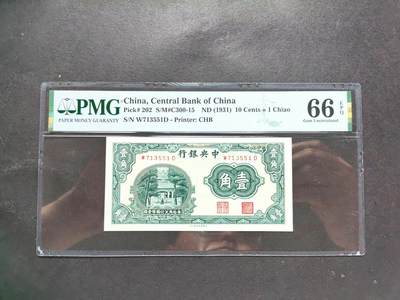 PMG
PAPER MONEY GUARANTY
China, Central Bank of China
Pick# 202 S/M#C300-15 ND (1931) 10 Cents = 1 Chiao
S/N W713551D - Printer: CHB
66 EPQ
Gem Uncirculated
行銀央中
W713551D
W713551D
角壹